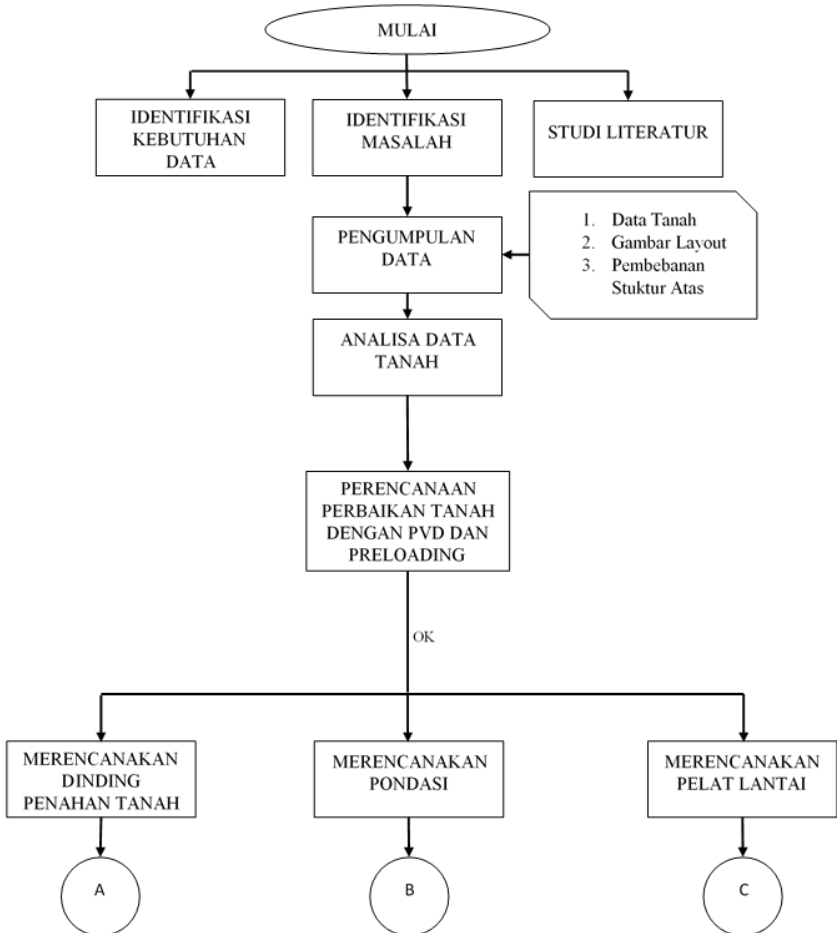 MULAI
IDENTIFIKASI
KEBUTUHAN
DATA
IDENTIFIKASI
MASALAH
STUDI LITERATUR
PENGUMPULAN
DATA
1. Data Tanah
2. Gambar Layout
3. Pembebanan
Stuktur Atas
ANALISA DATA
TANAH
PERENCANAAN
PERBAIKAN TANAH
DENGAN PVD DAN
PRELOADING
OK
MERENCANAKAN
DINDING
PENAHAN TANAH
MERENCANAKAN
PONDASI
MERENCANAKAN
PELAT LANTAI
A
B
C